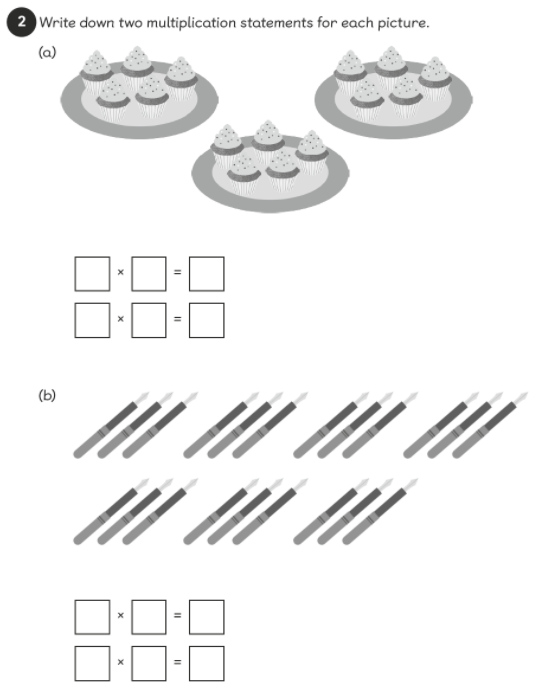 2 Write down two multiplication statements for each picture.
(a)
× =
× =
(b)
× =
× =